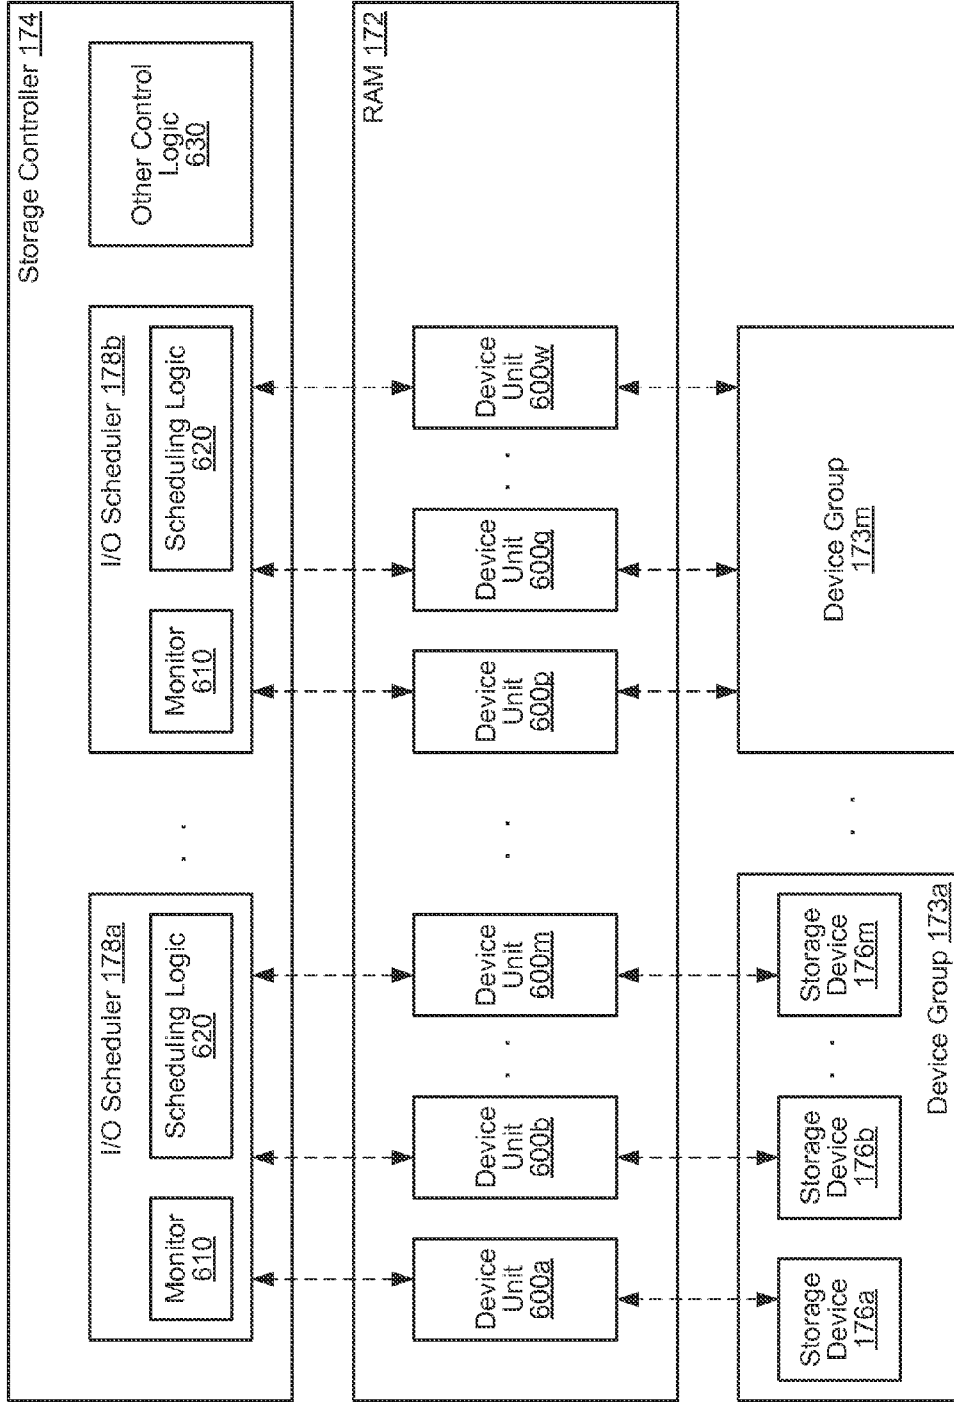 Storage Controller 174
I/O Scheduler 178a
Monitor
610
Scheduling Logic
620
I/O Scheduler 178b
Monitor
610
Scheduling Logic
620
Other Control
Logic
630
RAM 172
Device
Unit
600a
Device
Unit
600b
Device
Unit
600m
Device
Unit
600p
Device
Unit
600q
Device
Unit
600w
Storage
Device
176a
Storage
Device
176b
Storage
Device
176m
Device Group 173a
Device Group
173m